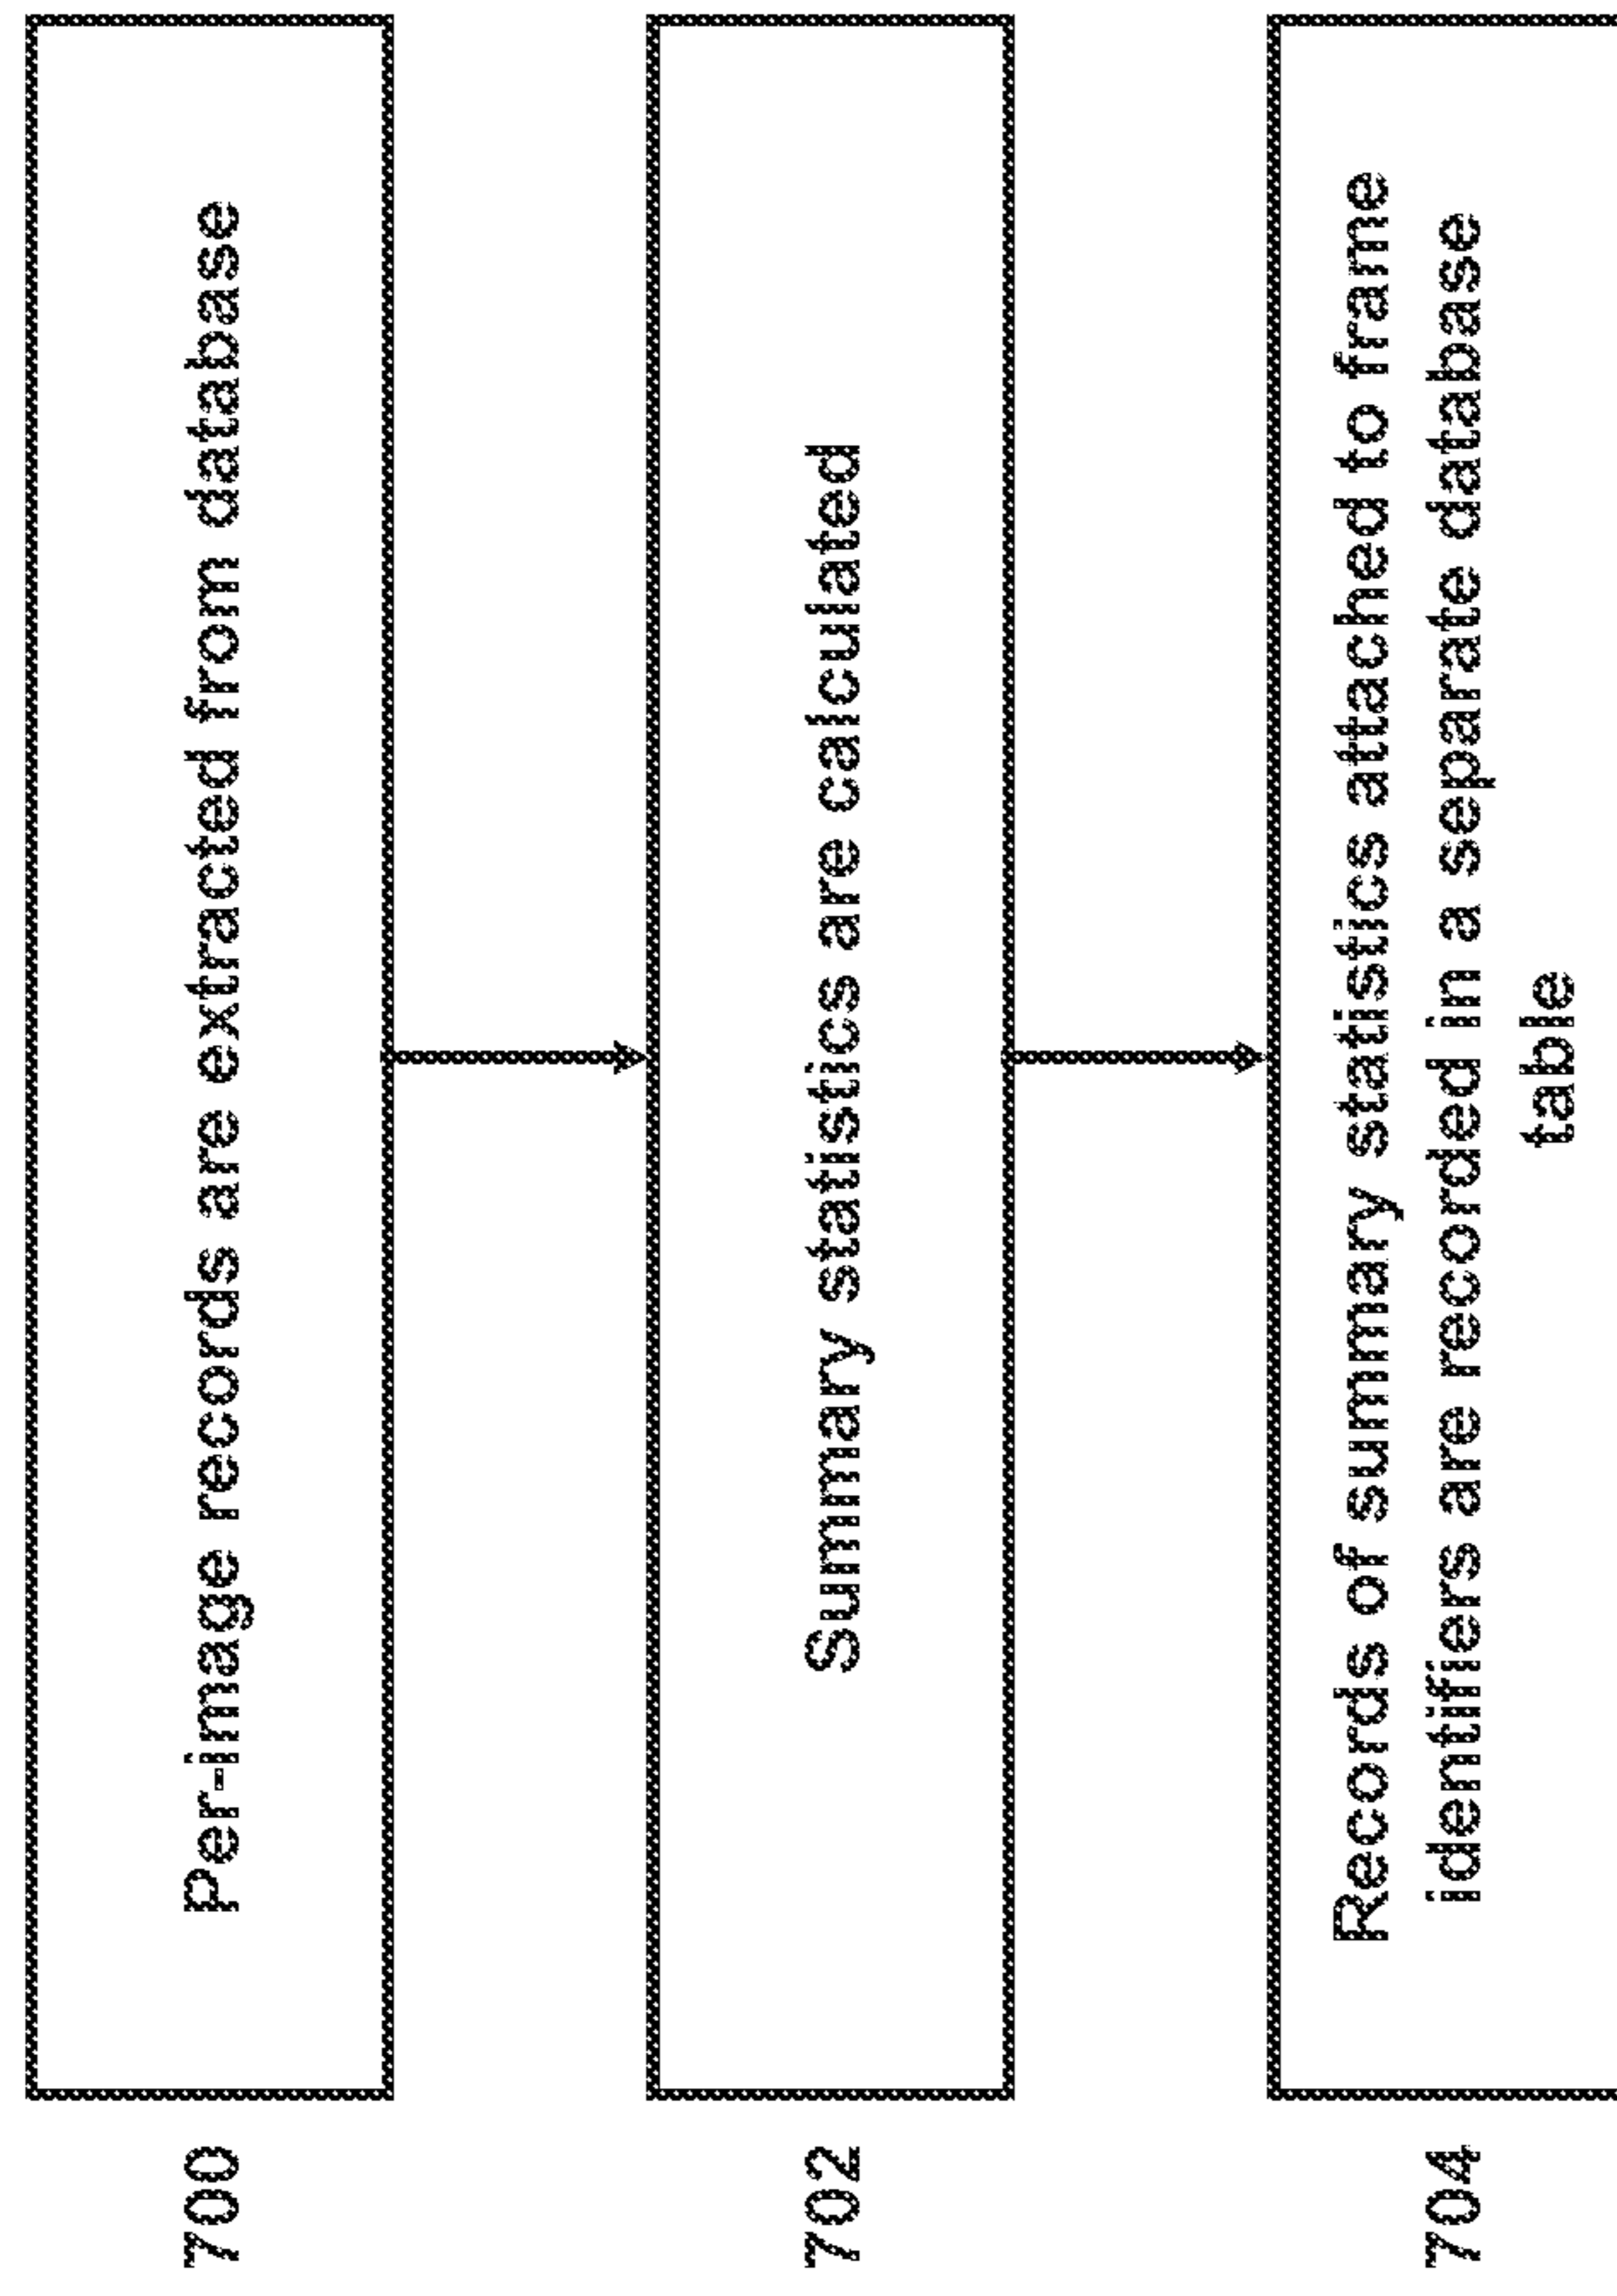 700
Per-image records are extracted from database
702
Summary statistics are calculated
704
Records of summary statistics attached to frame
identifiers are recorded in a separate database
table